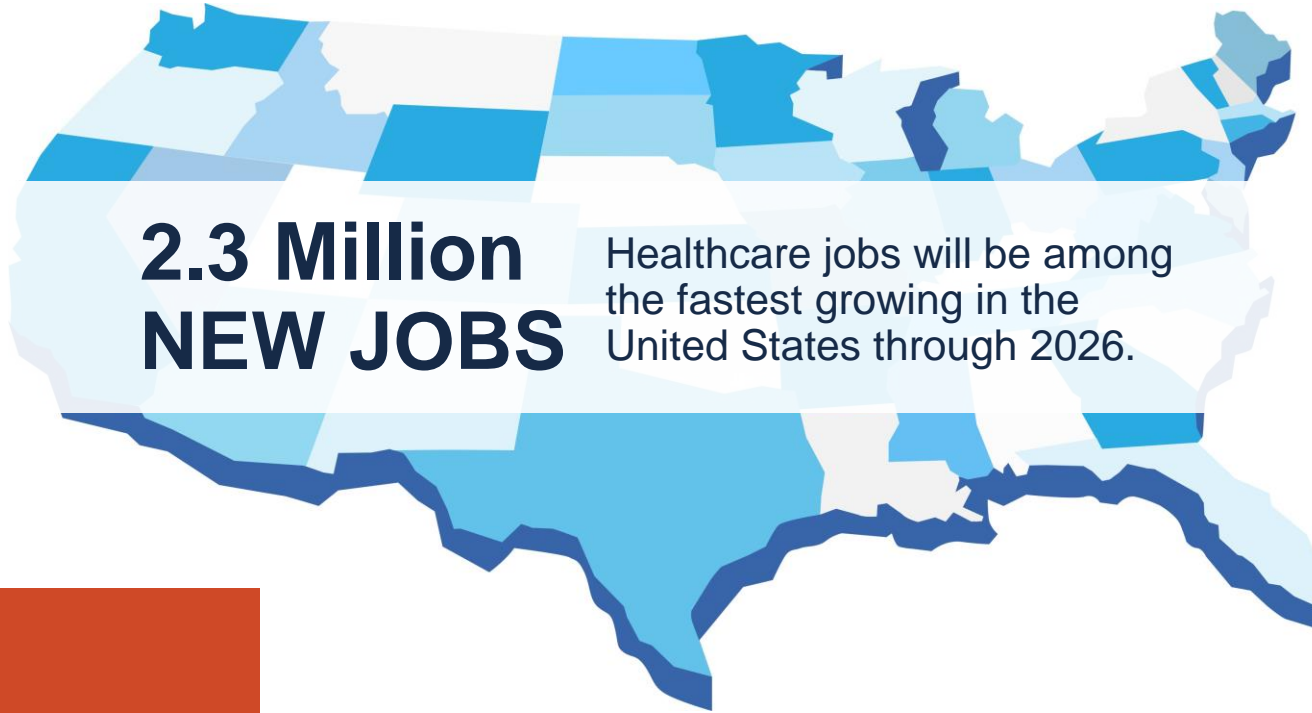 2.3 Million
NEW JOBS
Healthcare jobs will be among
the fastest growing in the
United States through 2026.